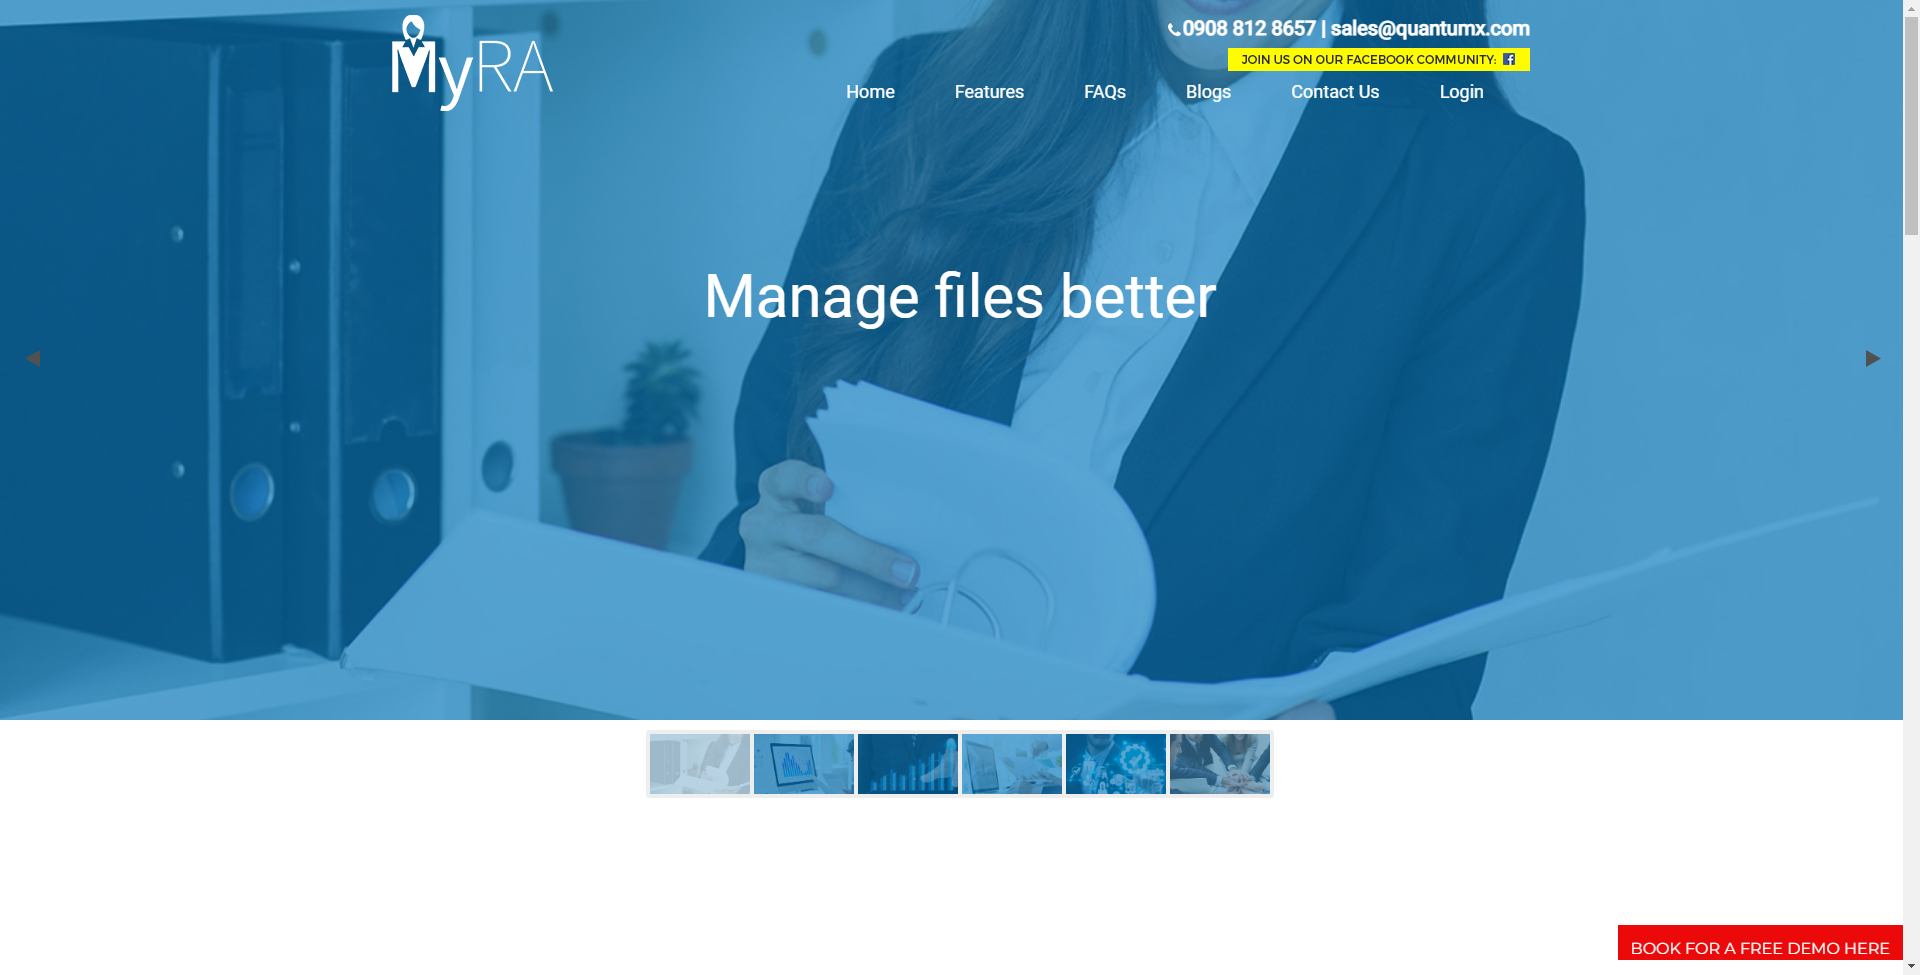 MyRA
0908 812 8657 | sales@quantumx.com
JOIN US ON OUR FACEBOOK COMMUNITY:
Home Features FAQs Blogs Contact Us Login
Manage files better
BOOK FOR A FREE DEMO HERE